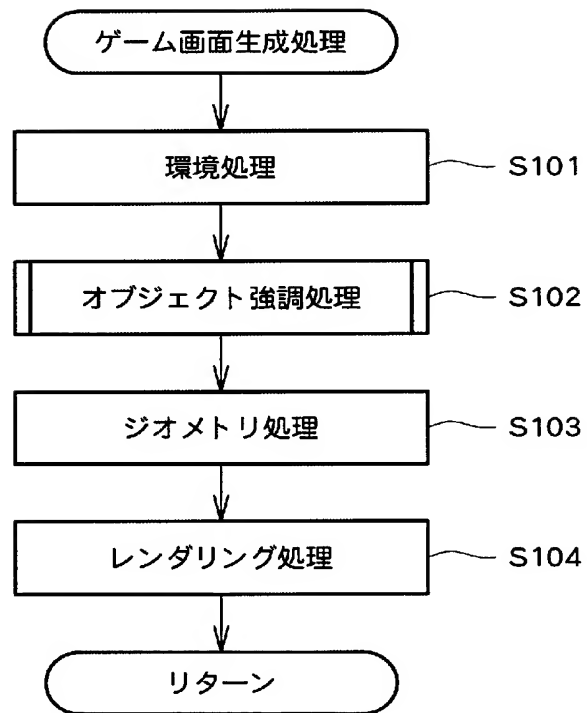 ゲーム画面生成処理
環境処理
S101
オブジェクト強調処理
S102
ジオメトリ処理
S103
レンダリング処理
S104
リターン